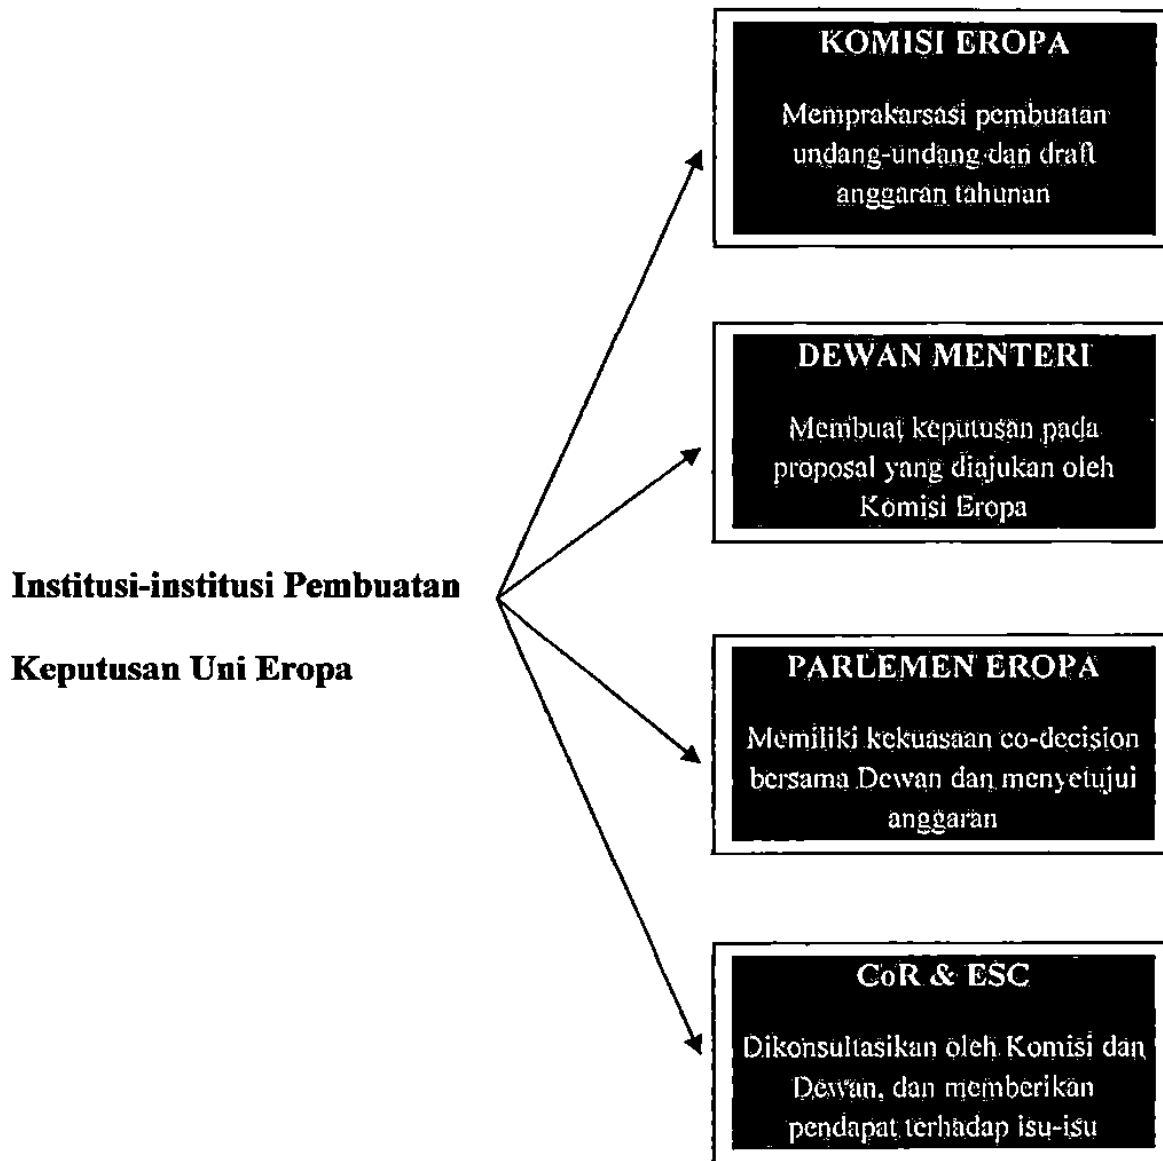 KOMISI EROPA
Memprakarsasi pembuatan
undang-undang dan draft
anggaran tahunan
DEWAN MENTERI
Membuat keputusan pada
proposal yang diajukan oleh
Komisi Eropa
Institusi-institusi Pembuatan
Keputusan Uni Eropa
PARLEMEN EROPA
Memiliki kekuasaan co-decision
bersama Dewan dan menyetujui
anggaran
CoR & ESC
Dikonsultasikan oleh Komisi dan
Dewan, dan memberikan
pendapat terhadap isu-isu